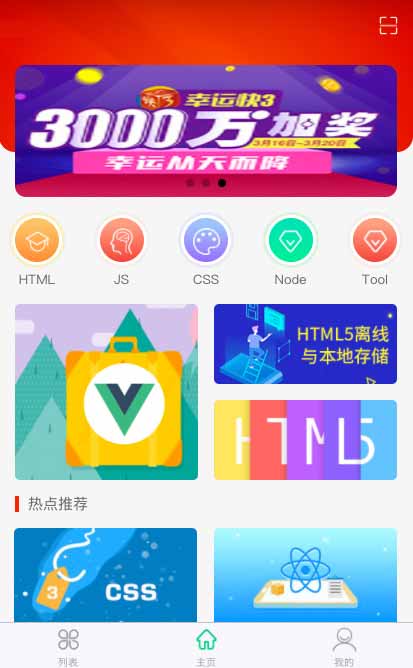 快3
幸运快3
3000万加奖
3月16日~3月20日
幸运从天而降
HTML
JS
CSS
Node
Tool
HTML5离线
与本地存储
HTML5
热点推荐
3
CSS
列表
主页
我的